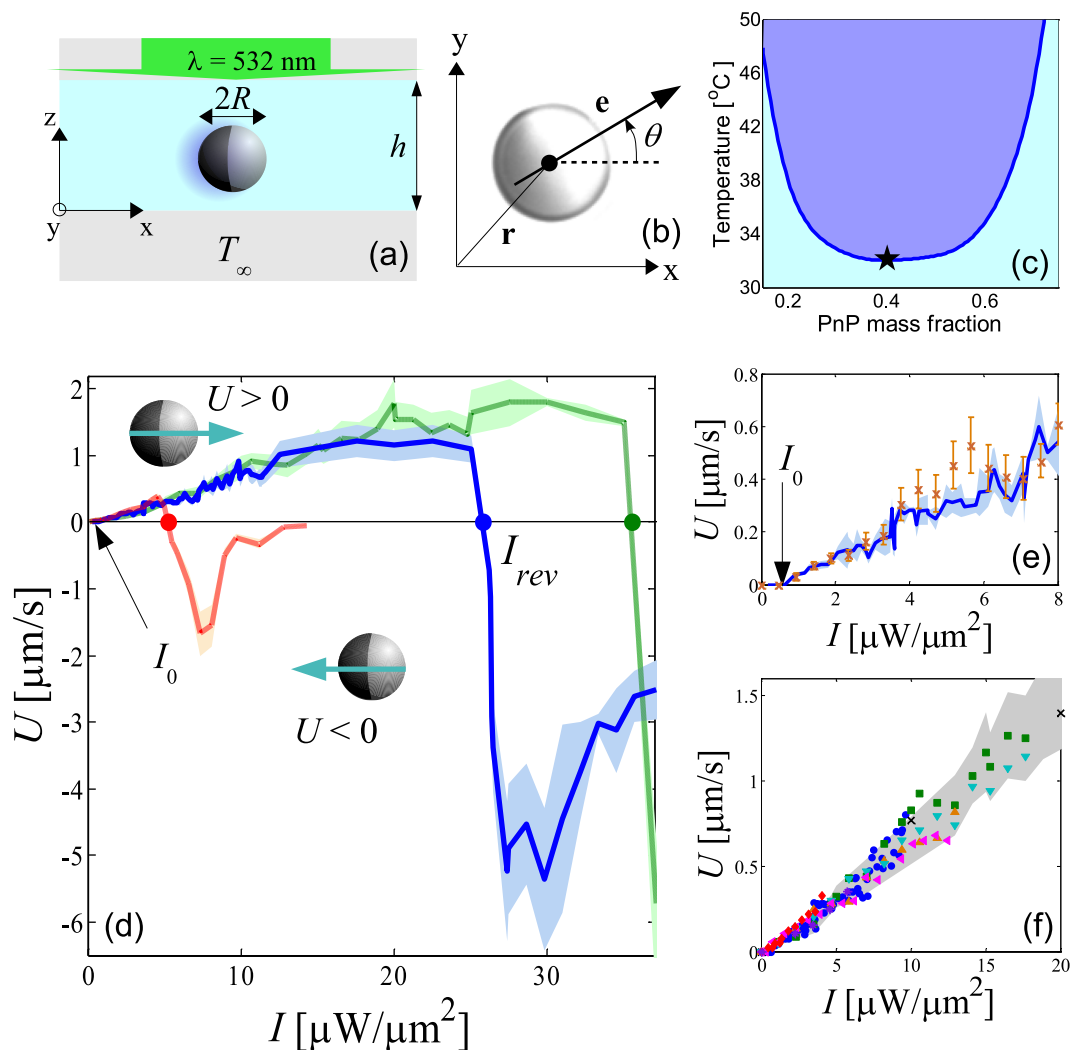 λ = 532 nm
2R
z
h
y
x
T∞
(a)
y
e
θ
r
x
(b)
Temperature [°C]
50
46
42
38
34
30
0.2
0.4
0.6
PnP mass fraction
(c)
U [μm/s]
2
1
0
-1
-2
-3
-4
-5
-6
U > 0
I₀
I_rev
U < 0
(d)
0
10
20
30
I [μW/μm²]
U [μm/s]
0.8
0.6
0.4
0.2
0
I₀
(e)
0
2
4
6
8
I [μW/μm²]
U [μm/s]
1.5
1
0.5
0
(f)
0
5
10
15
20
I [μW/μm²]